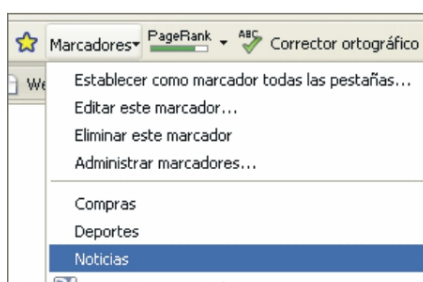 Marcadores PageRank ABC Corrector ortográfico
We
Establecer como marcador todas las pestañas...
Editar este marcador...
Eliminar este marcador
Administrar marcadores...
Compras
Deportes
Noticias